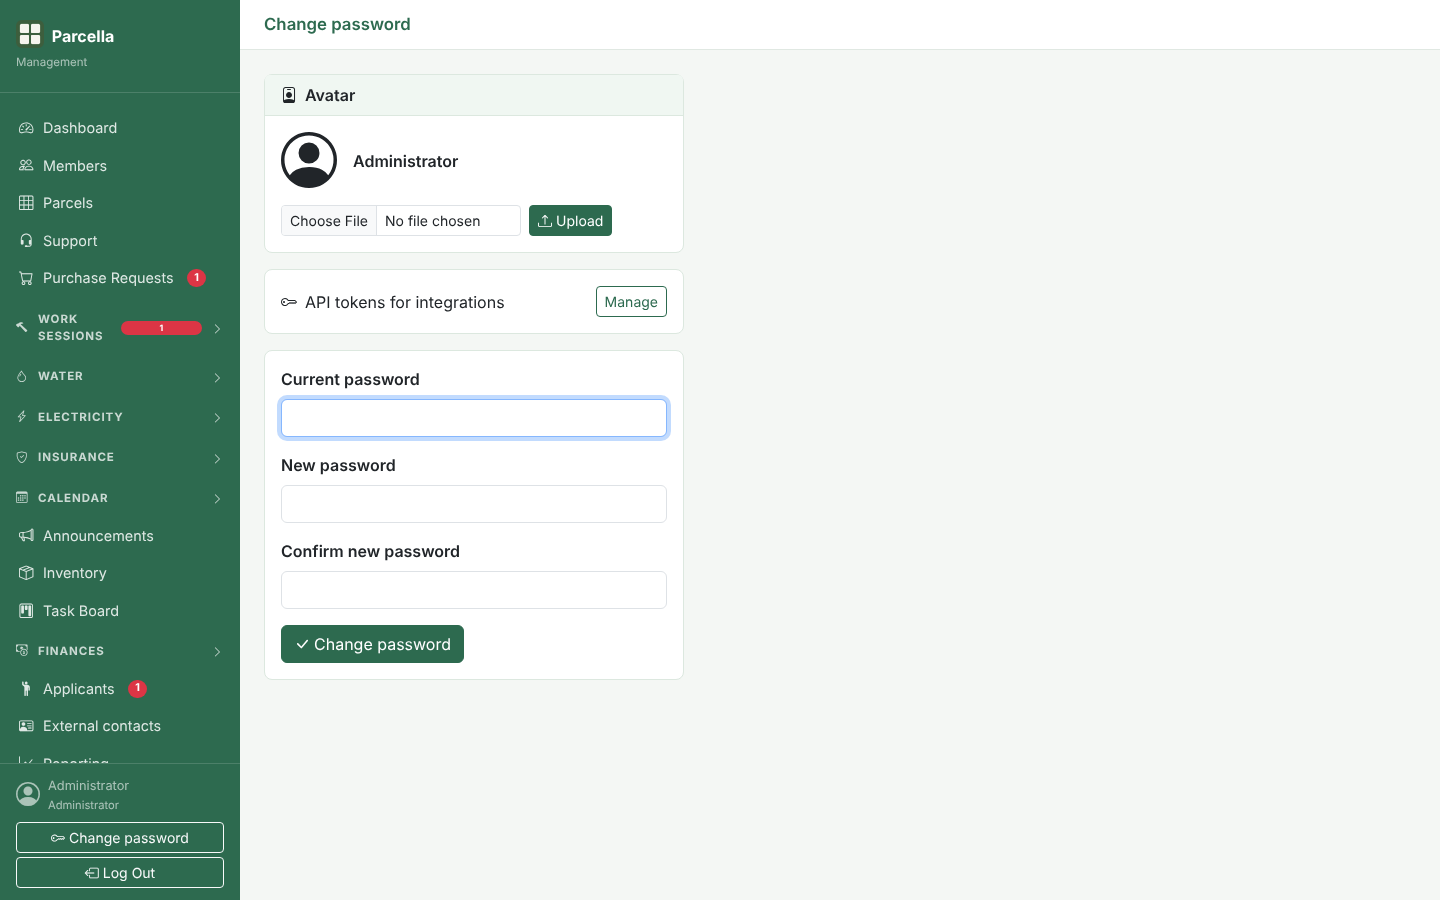 Parcella
Management
Dashboard
Members
Parcels
Support
Purchase Requests 1
WORK SESSIONS 1
WATER
ELECTRICITY
INSURANCE
CALENDAR
Announcements
Inventory
Task Board
FINANCES
Applicants 1
External contacts
Reporting
Administrator
Administrator
Change password
Log Out
Change password
Avatar
Administrator
Choose File No file chosen Upload
API tokens for integrations Manage
Current password
New password
Confirm new password
Change password